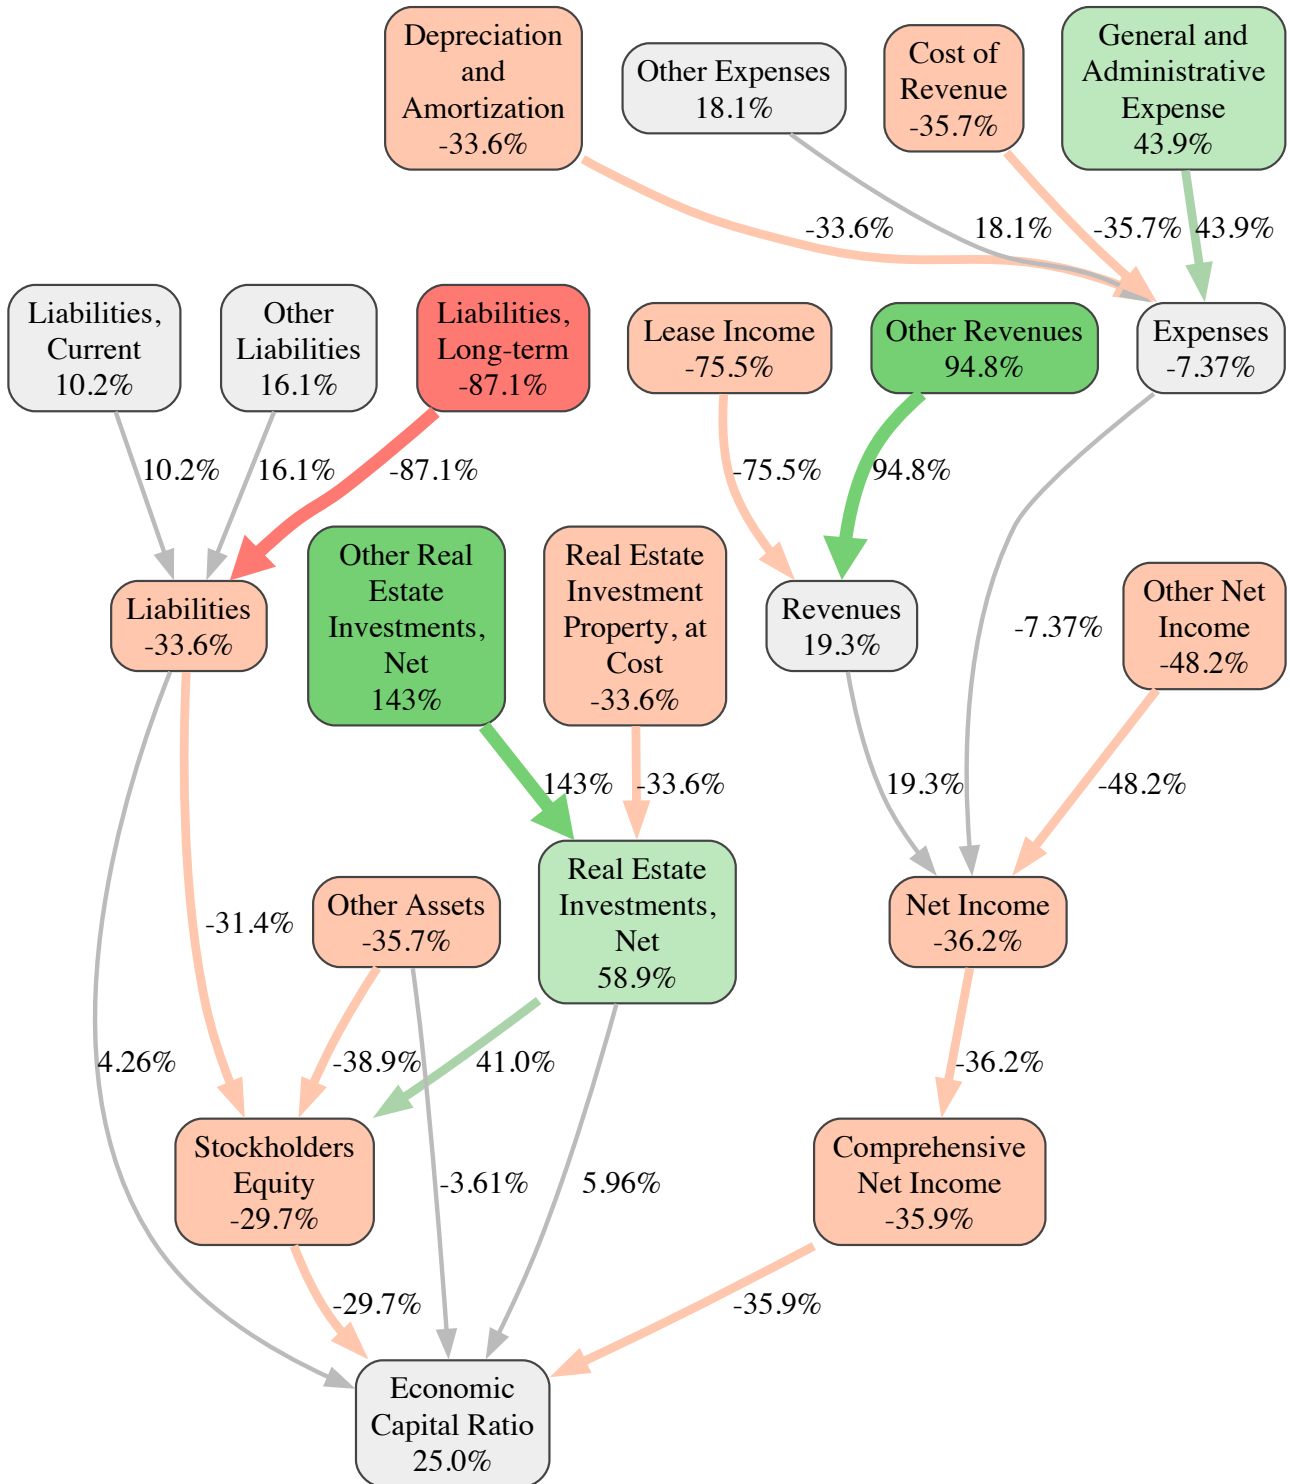 Depreciation
and
Amortization
-33.6%
Other Expenses
18.1%
Cost of
Revenue
-35.7%
General and
Administrative
Expense
43.9%
-33.6%
18.1%
-35.7%
43.9%
Liabilities,
Current
10.2%
Other
Liabilities
16.1%
Liabilities,
Long-term
-87.1%
Lease Income
-75.5%
Other Revenues
94.8%
Expenses
-7.37%
10.2%
16.1%
-87.1%
-75.5%
94.8%
Liabilities
-33.6%
Other Real
Estate
Investments,
Net
143%
Real Estate
Investment
Property, at
Cost
-33.6%
Revenues
19.3%
-7.37%
Other Net
Income
-48.2%
143%
-33.6%
19.3%
-48.2%
Other Assets
-35.7%
Real Estate
Investments,
Net
58.9%
Net Income
-36.2%
-31.4%
4.26%
-38.9%
41.0%
-36.2%
Stockholders
Equity
-29.7%
-3.61%
5.96%
Comprehensive
Net Income
-35.9%
-29.7%
-35.9%
Economic
Capital Ratio
25.0%